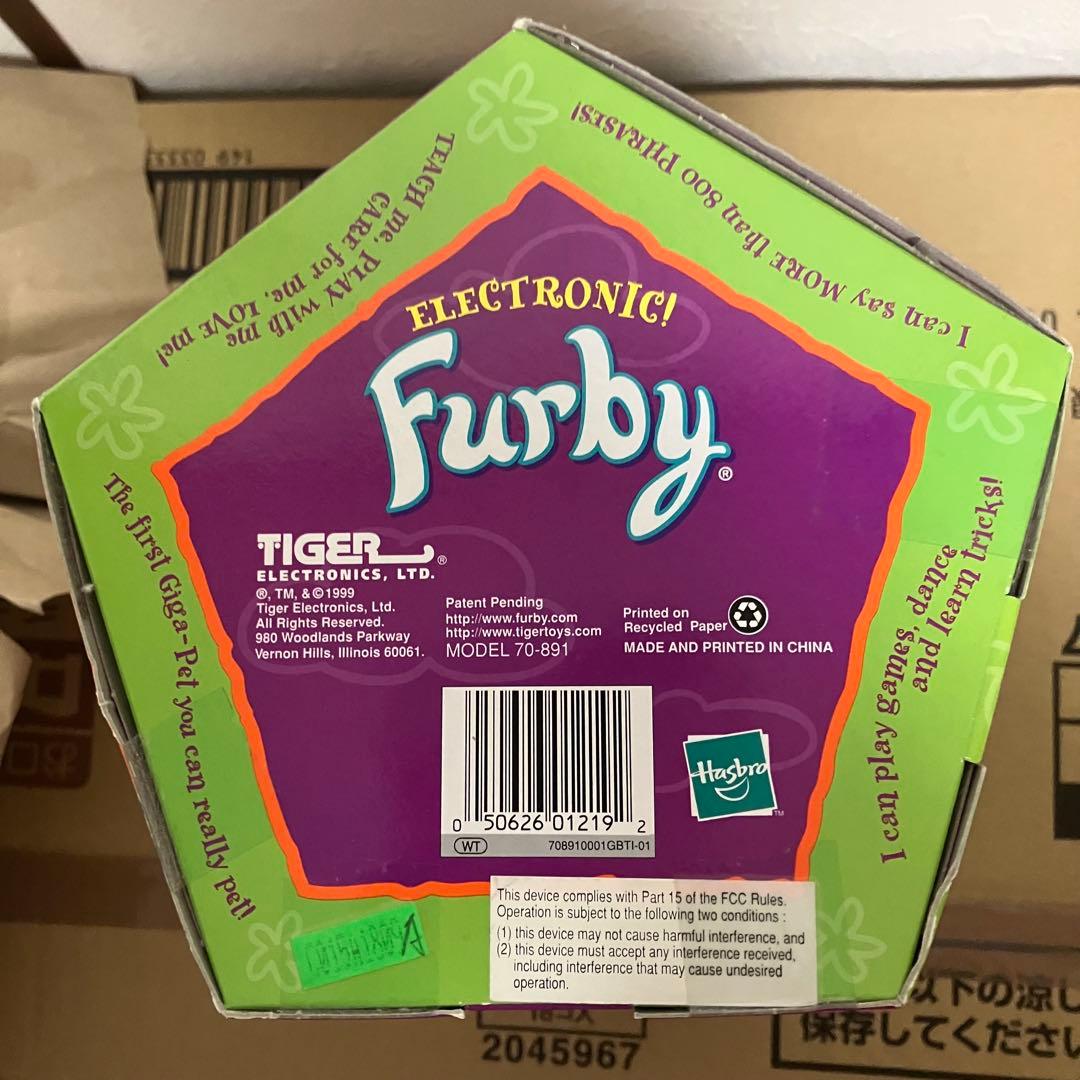 TEACH me, PLAY with me
CARE for me, LOVE me!
I can say MORE than 800 PHRASES!
ELECTRONIC!
Furby®
TIGER®
ELECTRONICS, LTD.
®, TM, & © 1999
Tiger Electronics, Ltd.
All Rights Reserved.
980 Woodlands Parkway
Vernon Hills, Illinois 60061.
Patent Pending
http://www.furby.com
http://www.tigertoys.com
MODEL 70-891
Printed on
Recycled Paper
MADE AND PRINTED IN CHINA
The first Giga-Pet you can really pet!
I can play games, dance
and learn tricks!
0 50626 01219 2
WT 708910001GBTI-01
Hasbro TM
This device complies with Part 15 of the FCC Rules.
Operation is subject to the following two conditions :
(1) this device may not cause harmful interference, and
(2) this device must accept any interference received,
including interference that may cause undesired
operation.
以下の涼し
保存してください
2045967